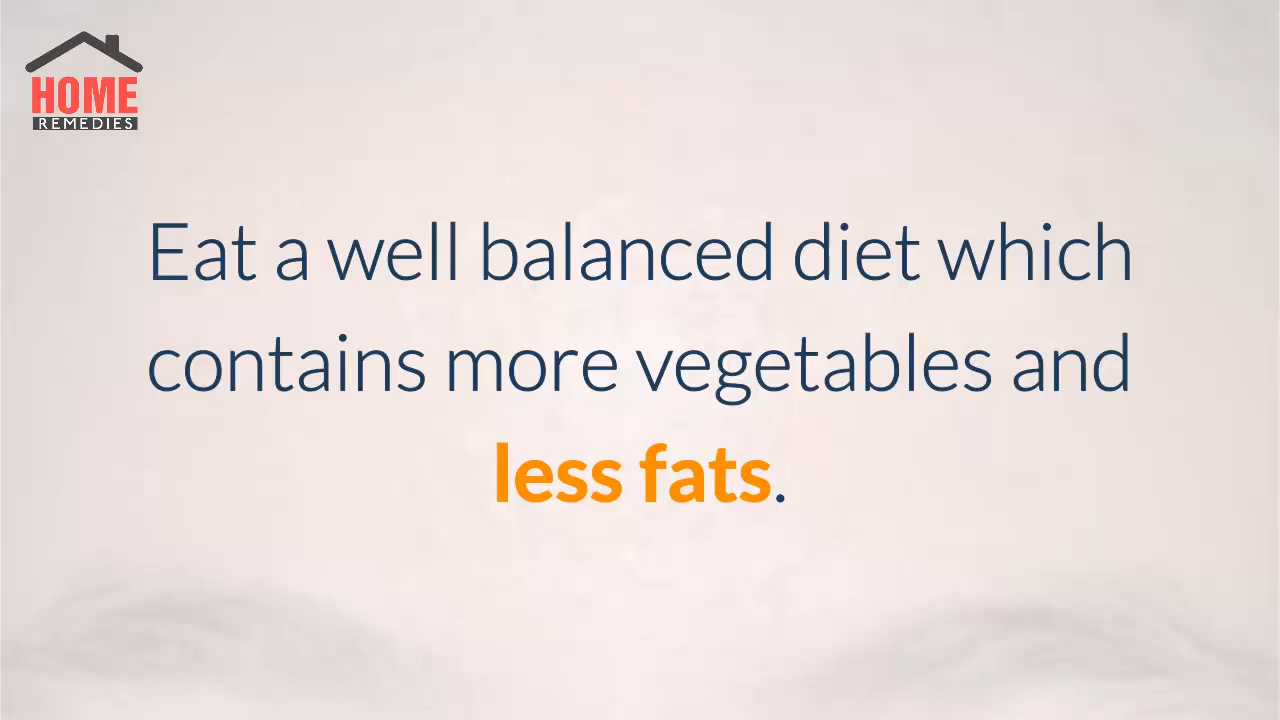 HOME
REMEDIES
Eat a well balanced diet which
contains more vegetables and
less fats.